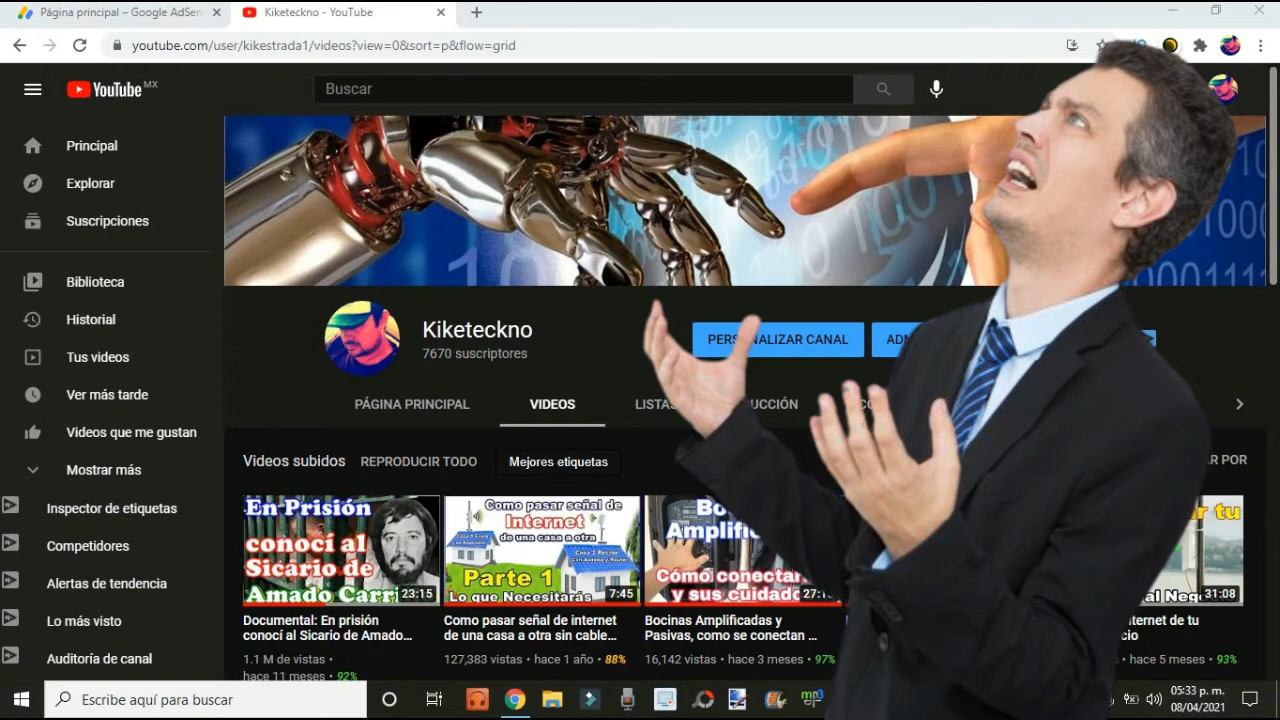 Página principal – Google AdSen
Kiketeckno - YouTube
youtube.com/user/kikestrada1/videos?view=0&sort=p&flow=grid
YouTube MX
Buscar
Principal
Explorar
Suscripciones
Biblioteca
Historial
Tus videos
Ver más tarde
Videos que me gustan
Mostrar más
Inspector de etiquetas
Competidores
Alertas de tendencia
Lo más visto
Auditoría de canal
Kiketeckno
7670 suscriptores
PERSONALIZAR CANAL
PÁGINA PRINCIPAL
VIDEOS
Videos subidos
REPRODUCIR TODO
Mejores etiquetas
POR
En Prisión
conocí al
Sicario de
Amado Carri
23:15
Documental: En prisión
conocí al Sicario de Amado...
1.1 M de vistas •
hace 11 meses • 92%
Como pasar señal de
Internet
de una casa a otra
Parte 1
Lo que Necesitarás
7:45
Como pasar señal de internet
de una casa a otra sin cable...
127,383 vistas • hace 1 año • 88%
Cómo conectar
y sus cuidado
Bocinas Amplificadas y
Pasivas, como se conectan ...
16,142 vistas • hace 3 meses • 97%
31:08
de tu
hace 5 meses • 93%
Escribe aquí para buscar
mp3
05:33 p. m.
08/04/2021